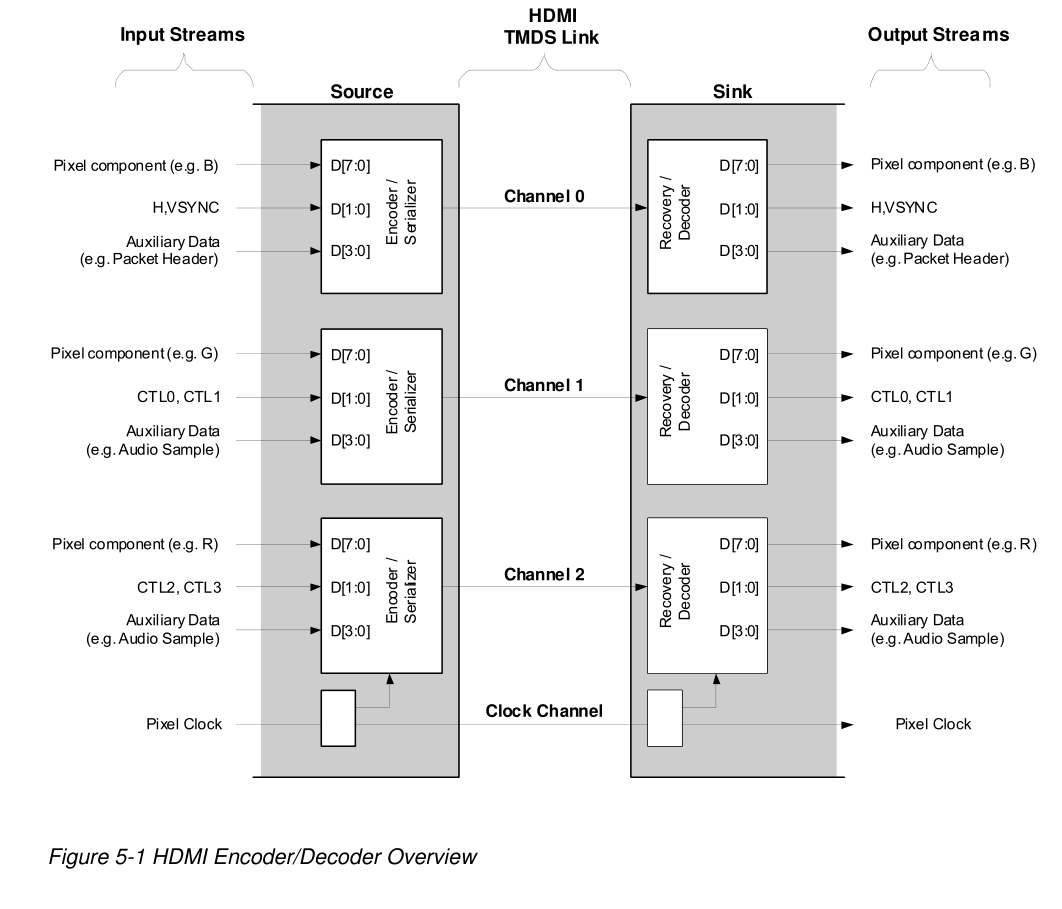 HDMI
TMDS Link
Input Streams
Output Streams
Source
Sink
Pixel component (e.g. B)
D[7:0]
D[7:0]
Pixel component (e.g. B)
H,VSYNC
D[1:0]
Encoder /
Serializer
Channel 0
Recovery /
Decoder
D[1:0]
H,VSYNC
Auxiliary Data
(e.g. Packet Header)
D[3:0]
D[3:0]
Auxiliary Data
(e.g. Packet Header)
Pixel component (e.g. G)
D[7:0]
D[7:0]
Pixel component (e.g. G)
CTL0, CTL1
D[1:0]
Encoder /
Serializer
Channel 1
Recovery /
Decoder
D[1:0]
CTL0, CTL1
Auxiliary Data
(e.g. Audio Sample)
D[3:0]
D[3:0]
Auxiliary Data
(e.g. Audio Sample)
Pixel component (e.g. R)
D[7:0]
D[7:0]
Pixel component (e.g. R)
CTL2, CTL3
D[1:0]
Encoder /
Serializer
Channel 2
Recovery /
Decoder
D[1:0]
CTL2, CTL3
Auxiliary Data
(e.g. Audio Sample)
D[3:0]
D[3:0]
Auxiliary Data
(e.g. Audio Sample)
Pixel Clock
Clock Channel
Pixel Clock
Figure 5-1 HDMI Encoder/Decoder Overview